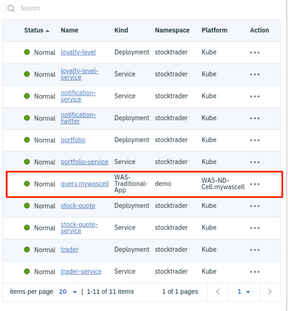 Search
Status Name Kind Namespace Platform Action
Normal loyalty-level Deployment stocktrader Kube
Normal loyalty-level-service Service stocktrader Kube
Normal notification-service Service stocktrader Kube
Normal notification-twitter Deployment stocktrader Kube
Normal portfolio Deployment stocktrader Kube
Normal portfolio-service Service stocktrader Kube
Normal query.mywascell WAS-Traditional-App demo WAS-ND-Cell.mywascell
Normal stock-quote Deployment stocktrader Kube
Normal stock-quote-service Service stocktrader Kube
Normal trader Deployment stocktrader Kube
Normal trader-service Service stocktrader Kube
items per page 20 | 1-11 of 11 items 1 of 1 pages 1